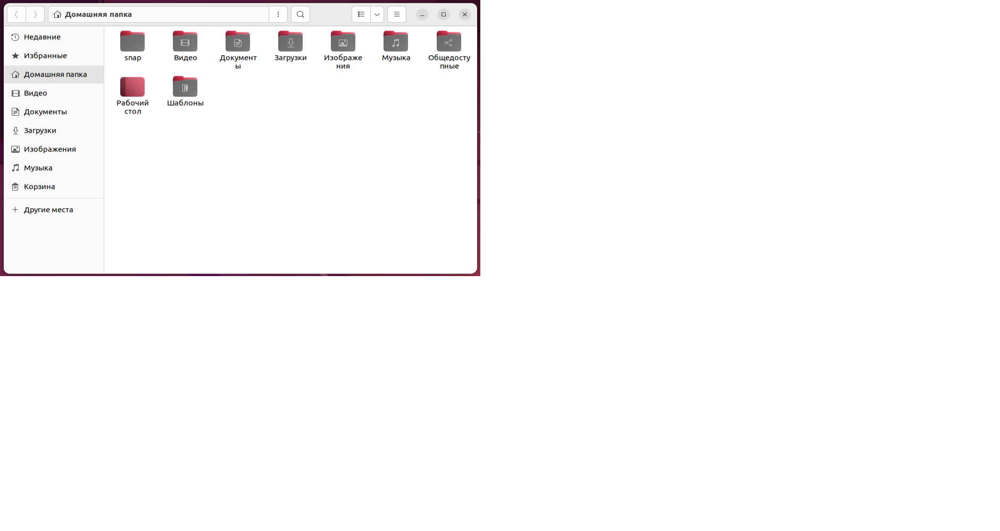 Домашняя папка
Недавние
Избранные
Домашняя папка
Видео
Документы
Загрузки
Изображения
Музыка
Корзина
Другие места
snap
Видео
Документ
ы
Загрузки
Изображе
ния
Музыка
Общедосту
пные
Рабочий
стол
Шаблоны